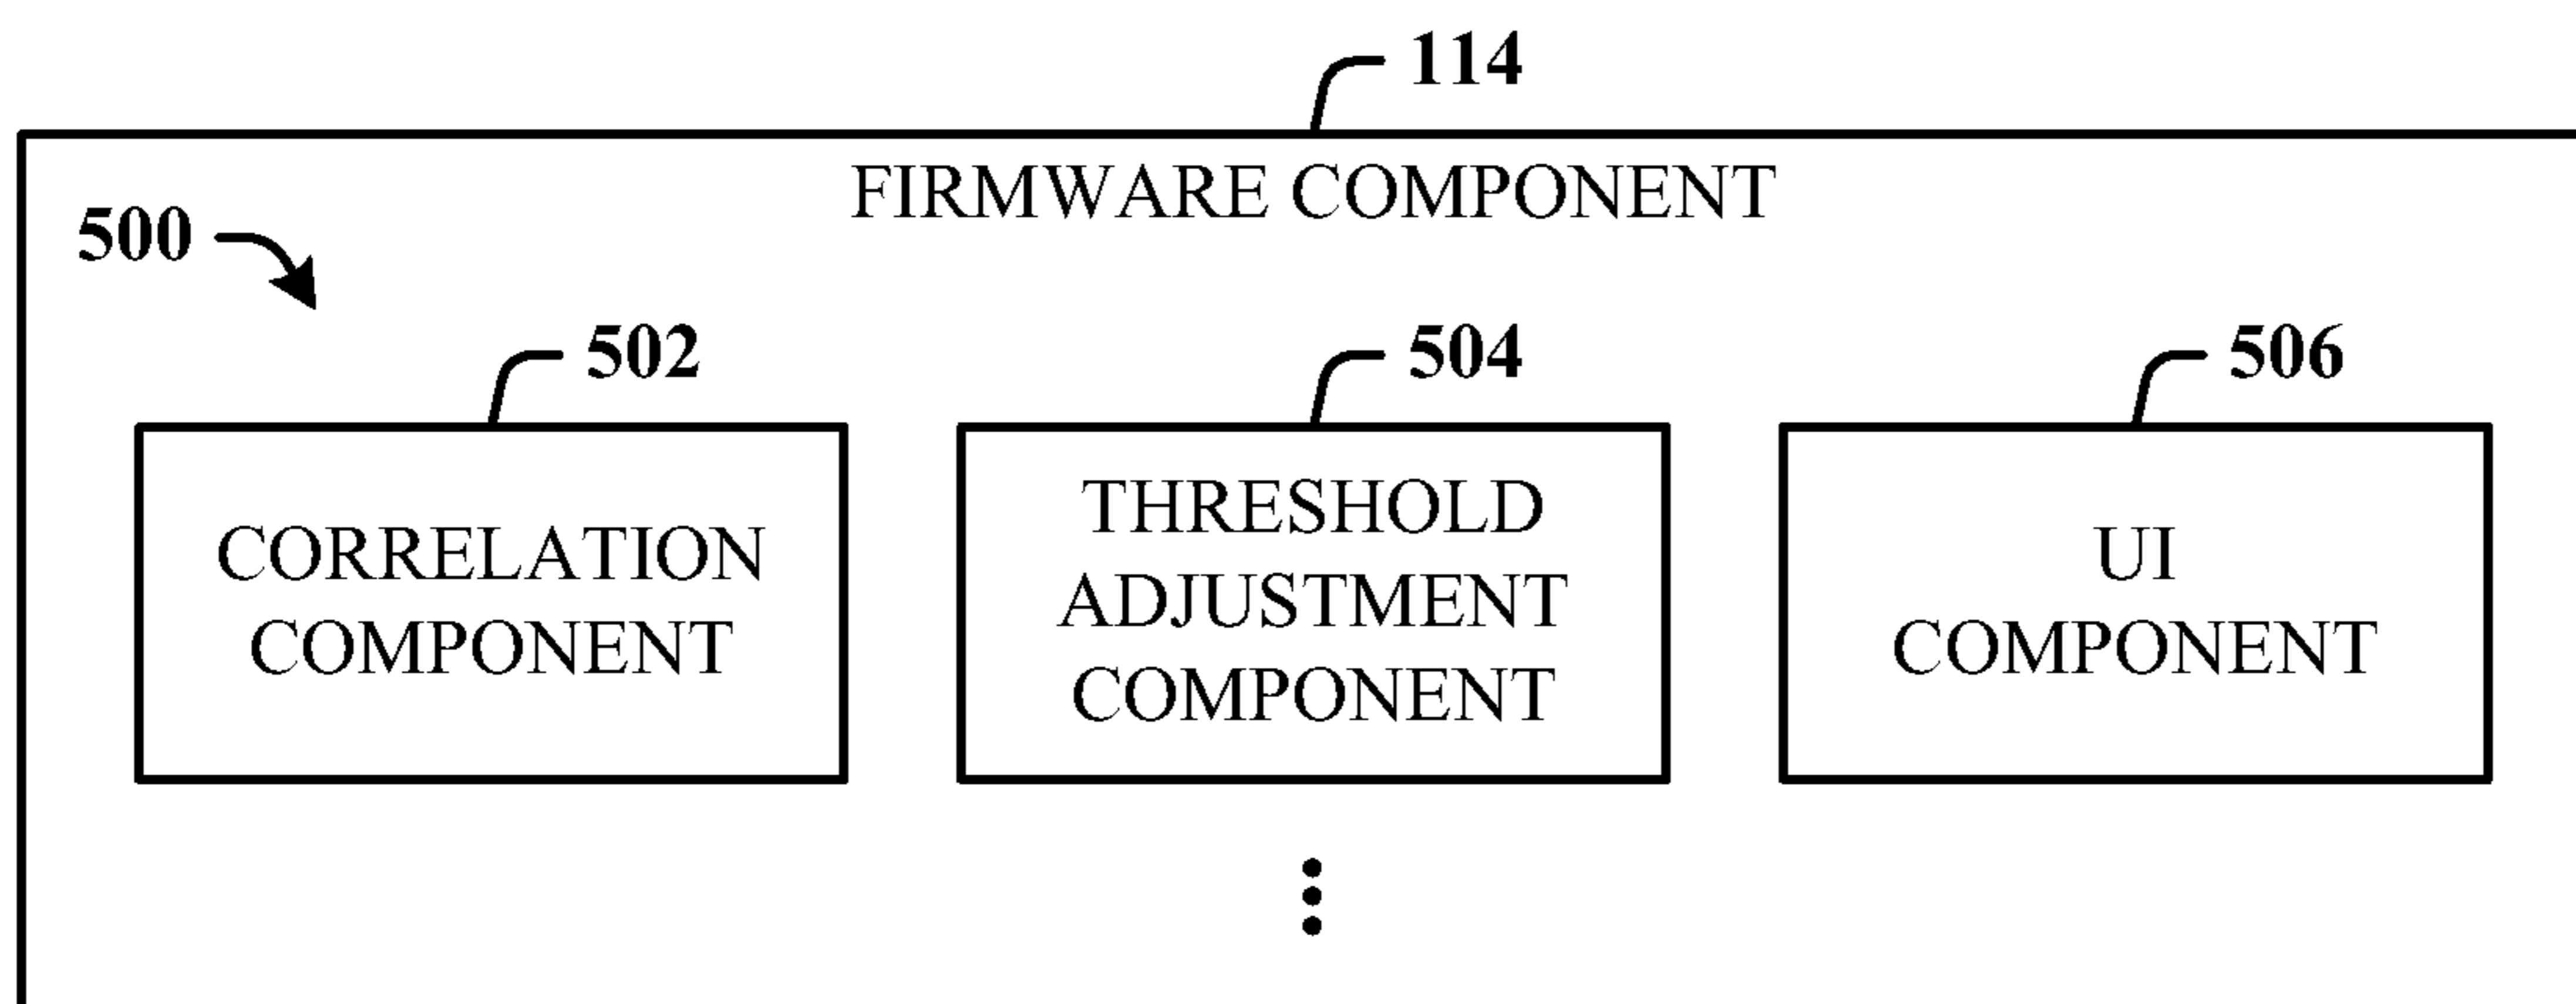 114
FIRMWARE COMPONENT
500
502
504
506
CORRELATION
COMPONENT
THRESHOLD
ADJUSTMENT
COMPONENT
UI
COMPONENT